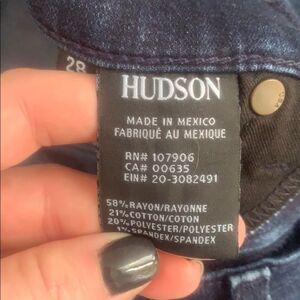 28
HUDSON
MADE IN MEXICO
FABRIQUÉ AU MEXIQUE
RN# 107906
CA# 00635
EIN# 20-3082491
58% RAYON/RAYONNE
21% COTTON/COTON
20% POLYESTER/POLYESTER
1% SPANDEX/SPANDEX